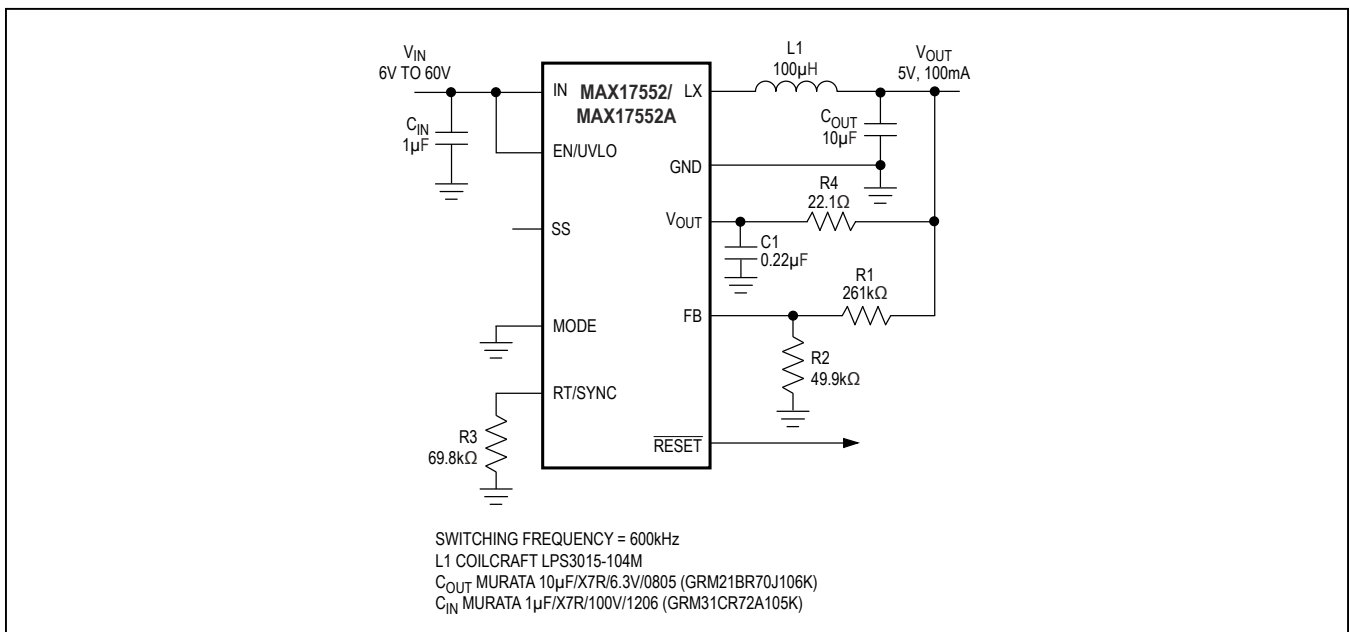 V_IN
6V TO 60V
C_IN
1µF
IN
EN/UVLO
SS
MODE
RT/SYNC
R3
69.8kΩ
MAX17552/
MAX17552A
LX
GND
V_OUT
FB
RESET
L1
100µH
V_OUT
5V, 100mA
C_OUT
10µF
R4
22.1Ω
C1
0.22µF
R1
261kΩ
R2
49.9kΩ
SWITCHING FREQUENCY = 600kHz
L1 COILCRAFT LPS3015-104M
C_OUT MURATA 10µF/X7R/6.3V/0805 (GRM21BR70J106K)
C_IN MURATA 1µF/X7R/100V/1206 (GRM31CR72A105K)